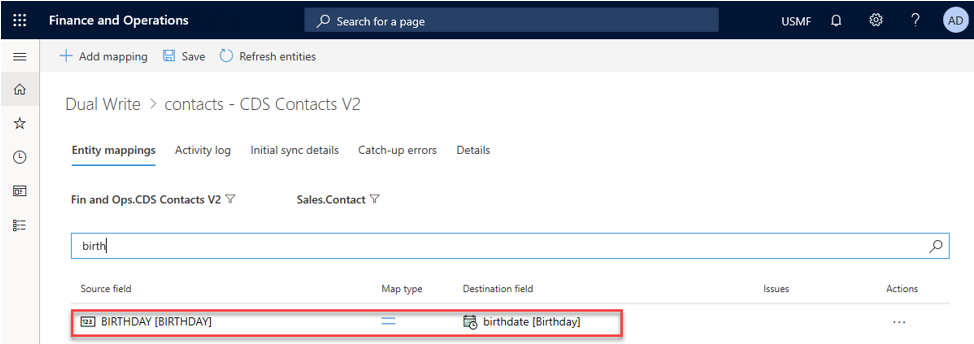 Finance and Operations Search for a page USMF ? AD
Add mapping Save Refresh entities
Dual Write > contacts - CDS Contacts V2
Entity mappings Activity log Initial sync details Catch-up errors Details
Fin and Ops.CDS Contacts V2 Sales.Contact
birth
Source field Map type Destination field Issues Actions
123 BIRTHDAY [BIRTHDAY] = birthdate [Birthday] ...